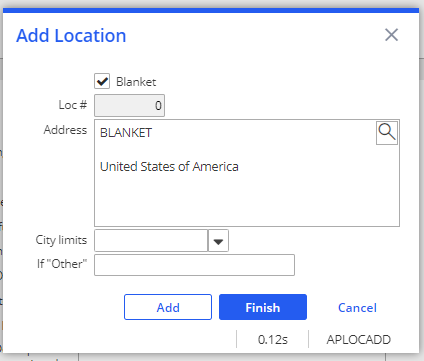 Add Location
Blanket
Loc # 0
Address BLANKET
United States of America
City limits
If "Other"
Add Finish Cancel
0.12s APLOCADD